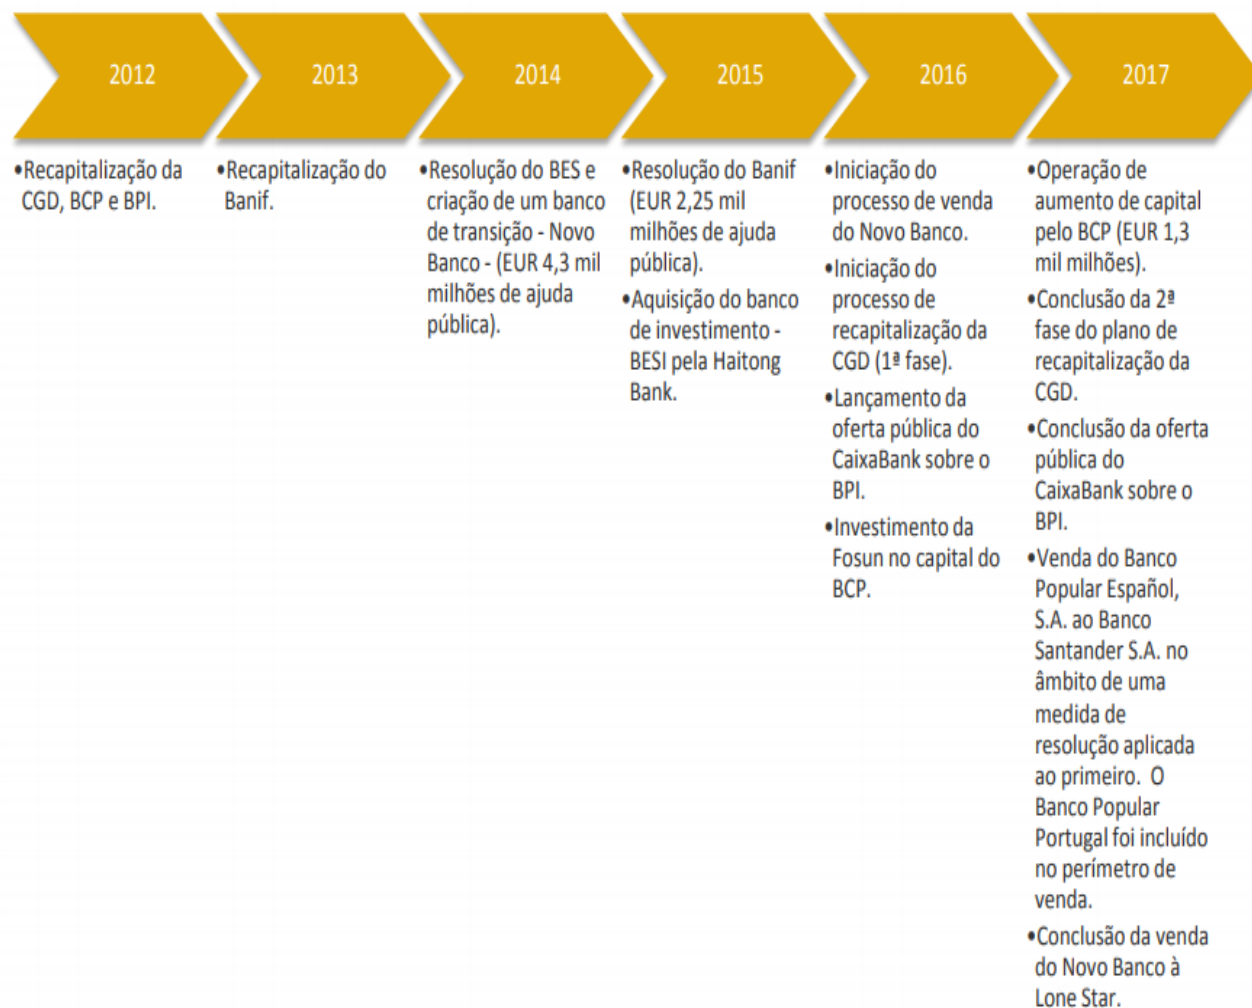 2012
•Recapitalização da
CGD, BCP e BPI.
2013
•Recapitalização do
Banif.
2014
•Resolução do BES e
criação de um banco
de transição - Novo
Banco - (EUR 4,3 mil
milhões de ajuda
pública).
2015
•Resolução do Banif
(EUR 2,25 mil
milhões de ajuda
pública).
•Aquisição do banco
de investimento -
BESI pela Haitong
Bank.
2016
•Iniciação do
processo de venda
do Novo Banco.
•Iniciação do
processo de
recapitalização da
CGD (1ª fase).
•Lançamento da
oferta pública do
CaixaBank sobre o
BPI.
•Investimento da
Fosun no capital do
BCP.
2017
•Operação de
aumento de capital
pelo BCP (EUR 1,3
mil milhões).
•Conclusão da 2ª
fase do plano de
recapitalização da
CGD.
•Conclusão da oferta
pública do
CaixaBank sobre o
BPI.
•Venda do Banco
Popular Español,
S.A. ao Banco
Santander S.A. no
âmbito de uma
medida de
resolução aplicada
ao primeiro. O
Banco Popular
Portugal foi incluído
no perímetro de
venda.
•Conclusão da venda
do Novo Banco à
Lone Star.